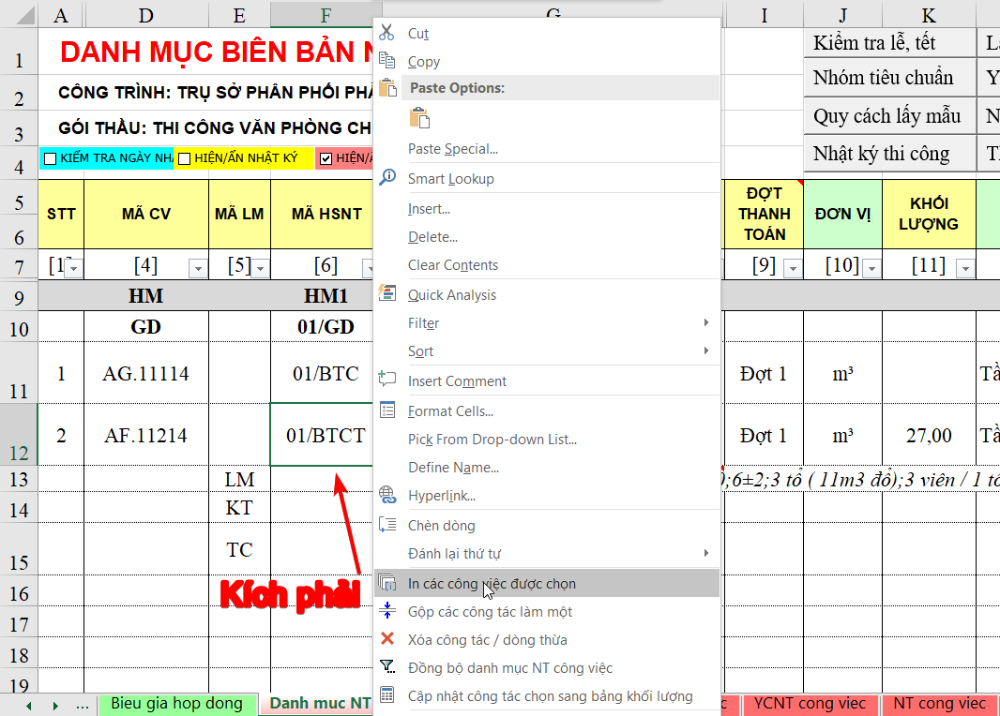 A D E F G I J K
1 DANH MỤC BIÊN BẢN
Kiểm tra lễ, tết
2 CÔNG TRÌNH: TRỤ SỞ PHÂN PHỐI
Nhóm tiêu chuẩn
3 GÓI THẦU: THI CÔNG VĂN PHÒNG
Quy cách lấy mẫu
4 KIỂM TRA NGÀY HIỆN/ẨN NHẬT KÝ HIỆN/
Nhật ký thi công
5 STT MÃ CV MÃ LM MÃ HSNT ĐỢT THANH TOÁN ĐƠN VỊ KHỐI LƯỢNG
6
7 [1] [4] [5] [6] [9] [10] [11]
9 HM HM1
10 GD 01/GD
11 1 AG.11114 01/BTC Đợt 1 m³
12 2 AF.11214 01/BTCT Đợt 1 m³ 27,00
13 LM ;6±2;3 tổ ( 11m3 đổ);3 viên / 1
14 KT
15 TC
16
17
18
19
Kích phải
Cut
Copy
Paste Options:
Paste Special...
Smart Lookup
Insert...
Delete...
Clear Contents
Quick Analysis
Filter
Sort
Insert Comment
Format Cells...
Pick From Drop-down List...
Define Name...
Hyperlink...
Chèn dòng
Đánh lại thứ tự
In các công việc được chọn
Gộp các công tác làm một
Xóa công tác / dòng thừa
Đồng bộ danh mục NT công việc
Cập nhật công tác chọn sang bảng khối lượng
... Bieu gia hop dong Danh muc NT YCNT cong viec NT cong viec